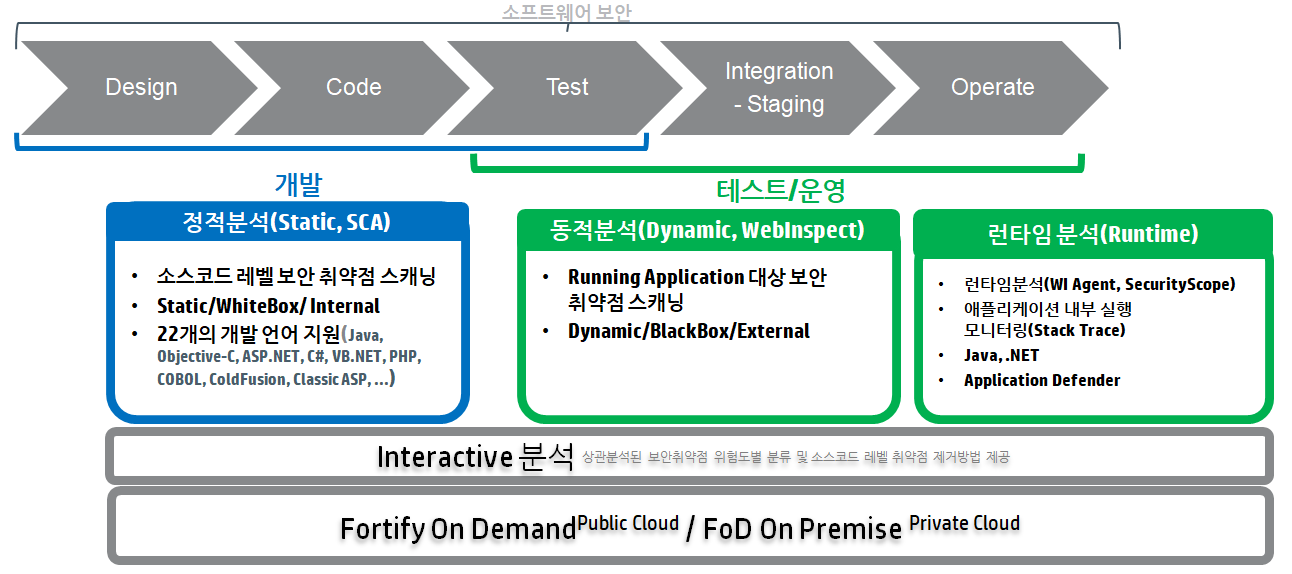 소프트웨어 보안
Design
Code
Test
Integration
- Staging
Operate
개발
테스트/운영
정적분석(Static, SCA)
• 소스코드 레벨 보안 취약점 스캐닝
• Static/WhiteBox/ Internal
• 22개의 개발 언어 지원(Java,
Objective-C, ASP.NET, C#, VB.NET, PHP,
COBOL, ColdFusion, Classic ASP, ...)
동적분석(Dynamic, WebInspect)
• Running Application 대상 보안
취약점 스캐닝
• Dynamic/BlackBox/External
런타임 분석(Runtime)
• 런타임분석(WI Agent, SecurityScope)
• 애플리케이션 내부 실행
모니터링(Stack Trace)
• Java, .NET
• Application Defender
Interactive 분석 상관분석된 보안취약점 위험도별 분류 및 소스코드 레벨 취약점 제거방법 제공
Fortify On Demand Public Cloud / FoD On Premise Private Cloud